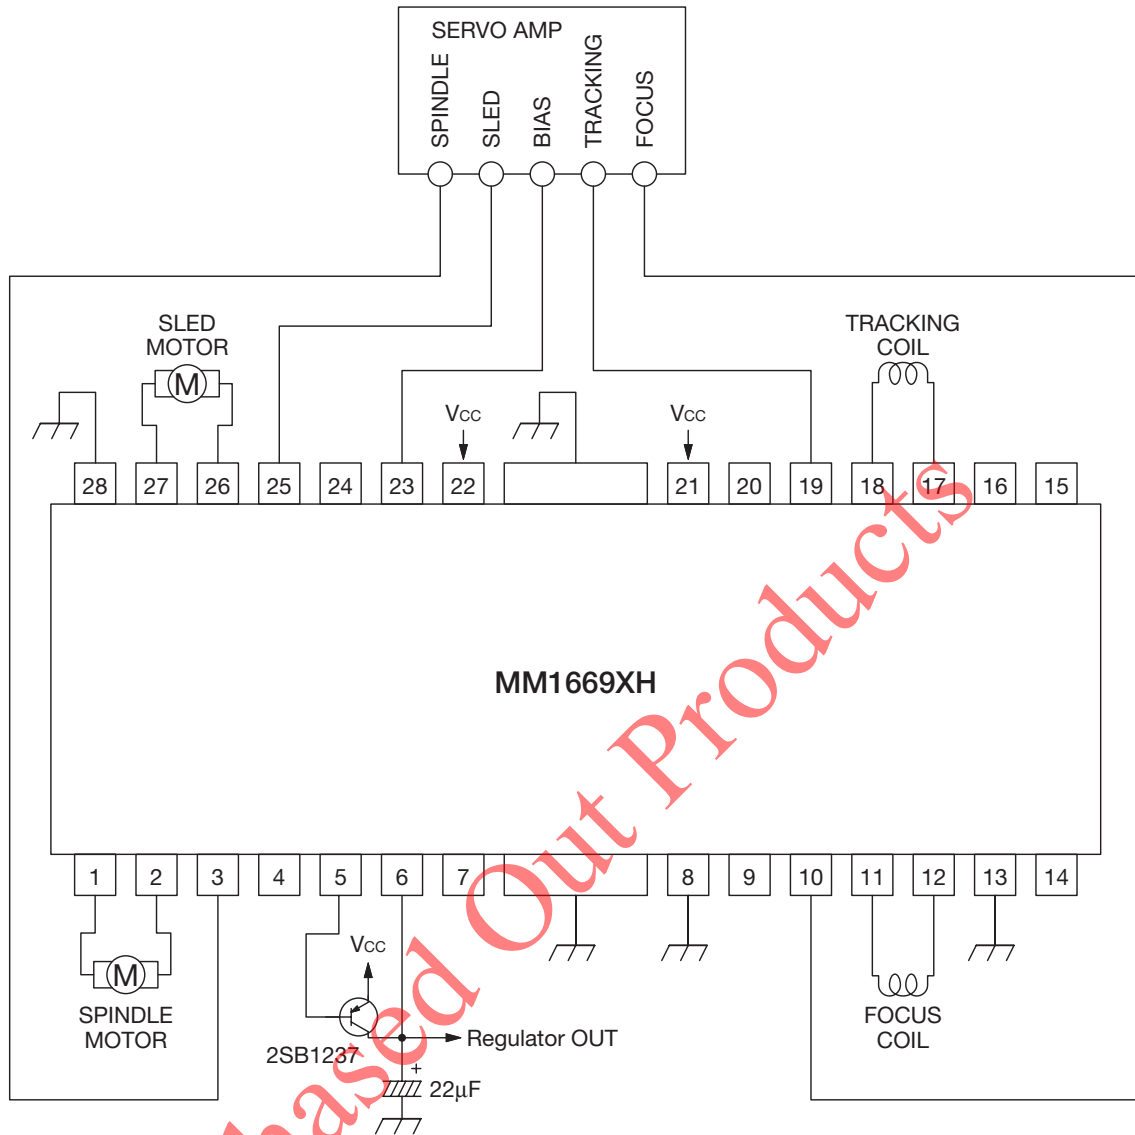 SERVO AMP
SPINDLE
SLED
BIAS
TRACKING
FOCUS
SLED
MOTOR
M
TRACKING
COIL
Vcc
Vcc
28 27 26 25 24 23 22 21 20 19 18 17 16 15
MM1669XH
1 2 3 4 5 6 7 8 9 10 11 12 13 14
M
SPINDLE
MOTOR
Vcc
2SB1237
Regulator OUT
+
22μF
FOCUS
COIL
based Out Products